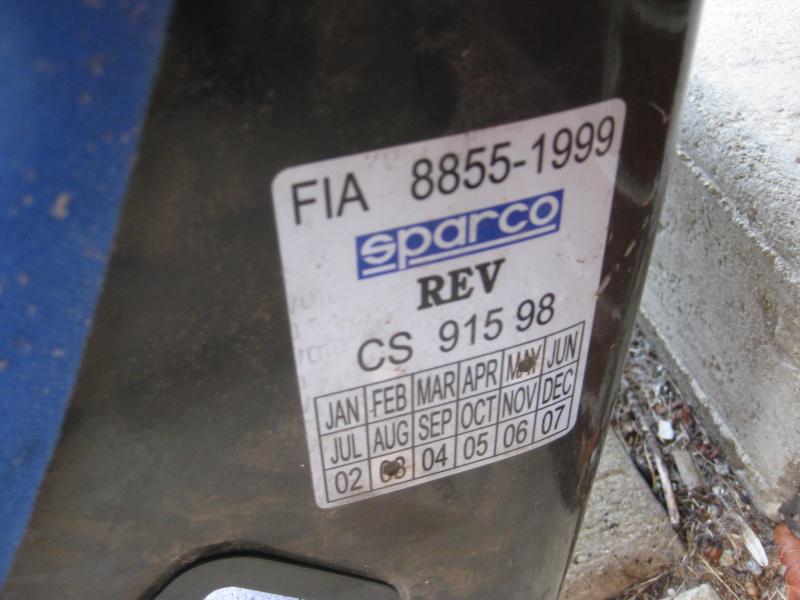 FIA 8855-1999
sparco
REV
CS 915 98
JAN FEB MAR APR MAY JUN
JUL AUG SEP OCT NOV DEC
02 03 04 05 06 07